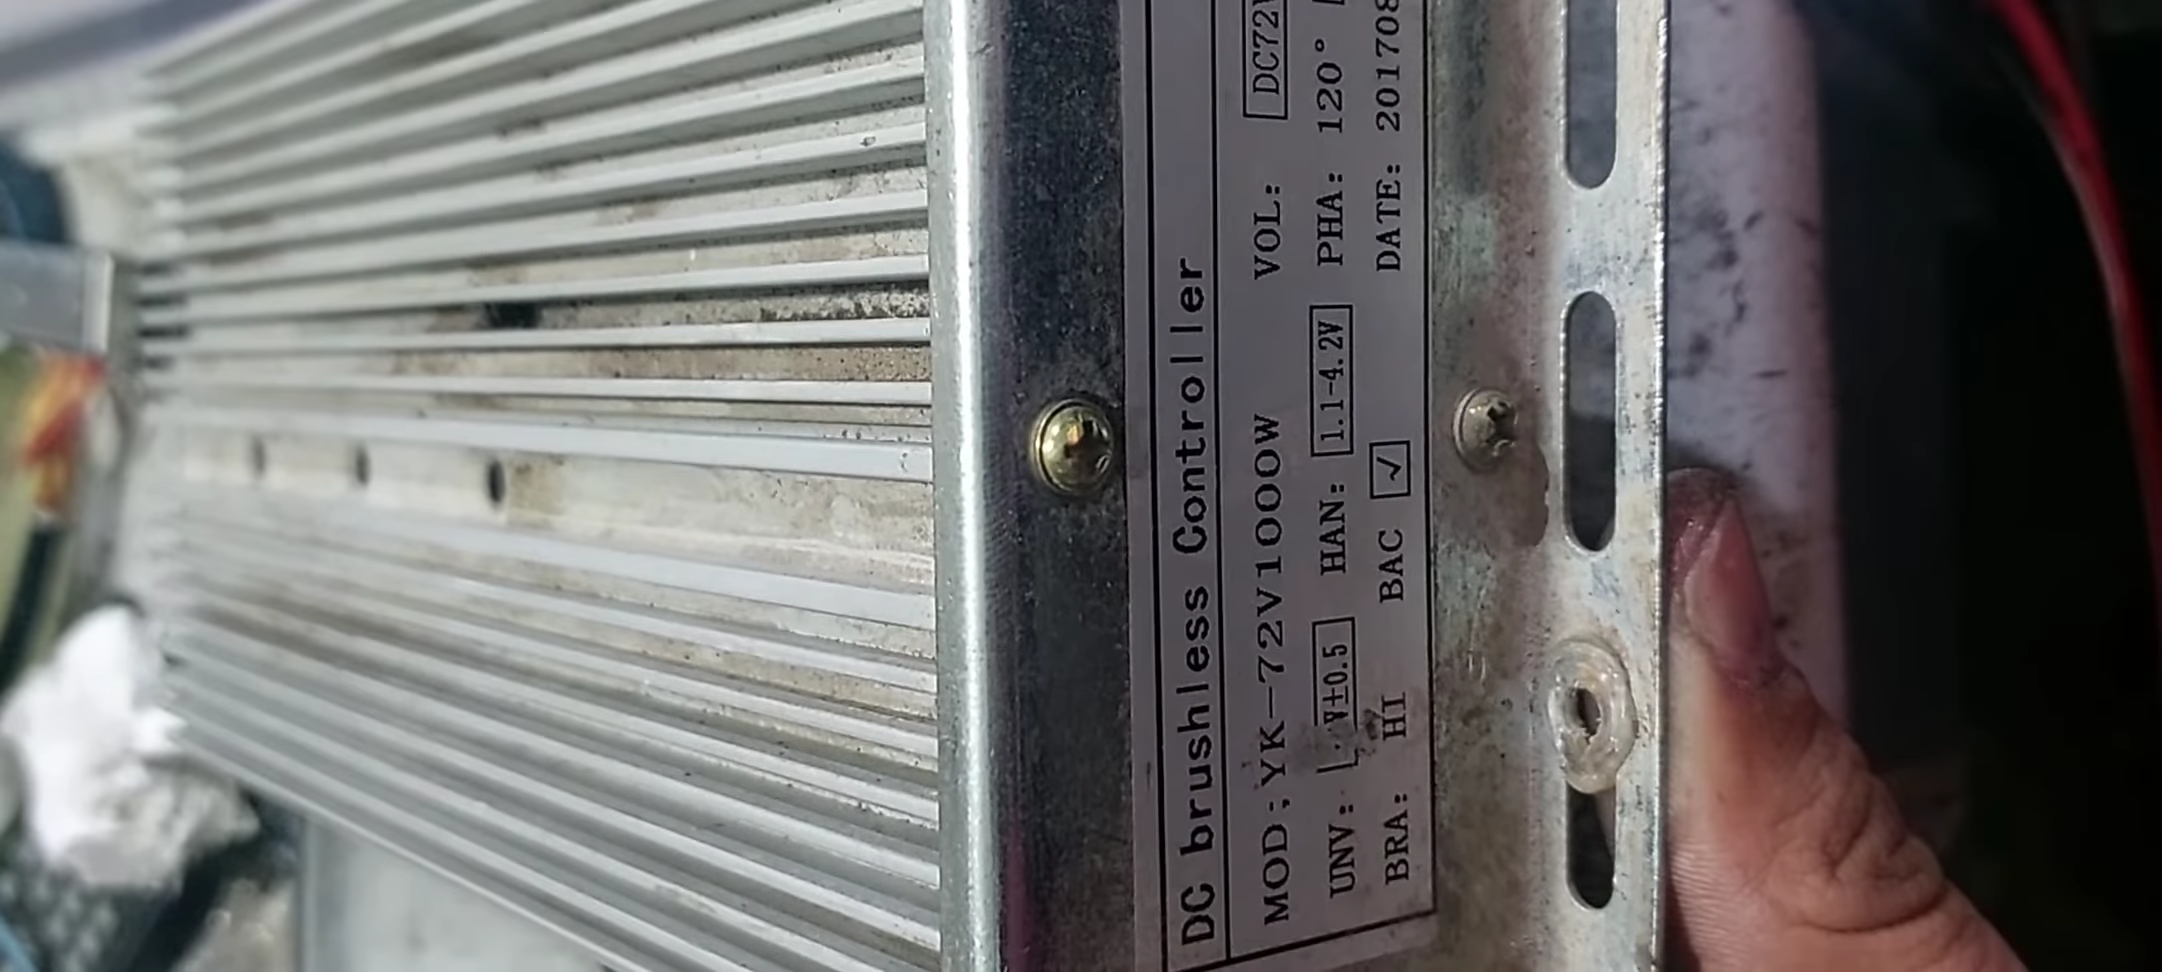 DC brushless Controller
MOD;YK-72V1000W VOL: DC72V
UNV: V±0.5 HAN: 1.1-4.2V PHA: 120°
BRA: HI BAC √ DATE: 201708